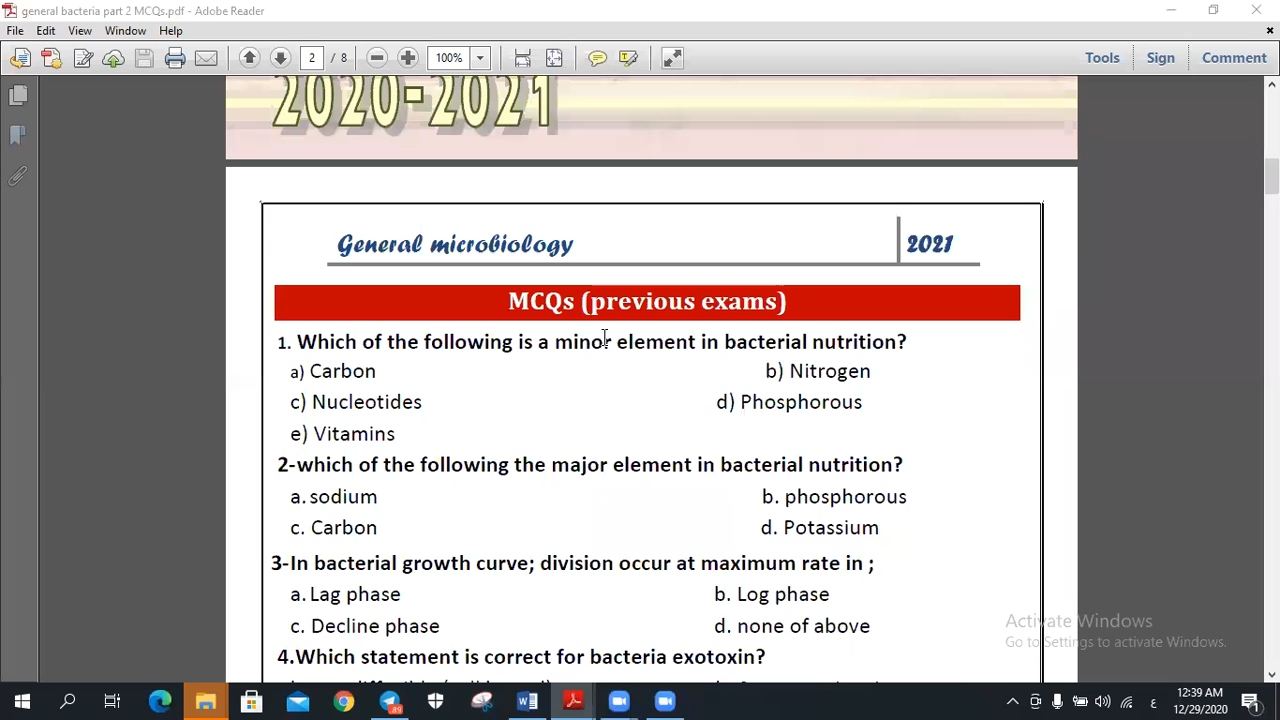 general bacteria part 2 MCQs.pdf - Adobe Reader
File Edit View Window Help
2 / 8 100% Tools Sign Comment
2020-2021
General microbiology 2021
MCQs (previous exams)
1. Which of the following is a minor element in bacterial nutrition?
a) Carbon b) Nitrogen
c) Nucleotides d) Phosphorous
e) Vitamins
2-which of the following the major element in bacterial nutrition?
a. sodium b. phosphorous
c. Carbon d. Potassium
3-In bacterial growth curve; division occur at maximum rate in ;
a. Lag phase b. Log phase
c. Decline phase d. none of above
4.Which statement is correct for bacteria exotoxin?
Activate Windows
Go to Settings to activate Windows.
89
ع
12:39 AM
12/29/2020
1